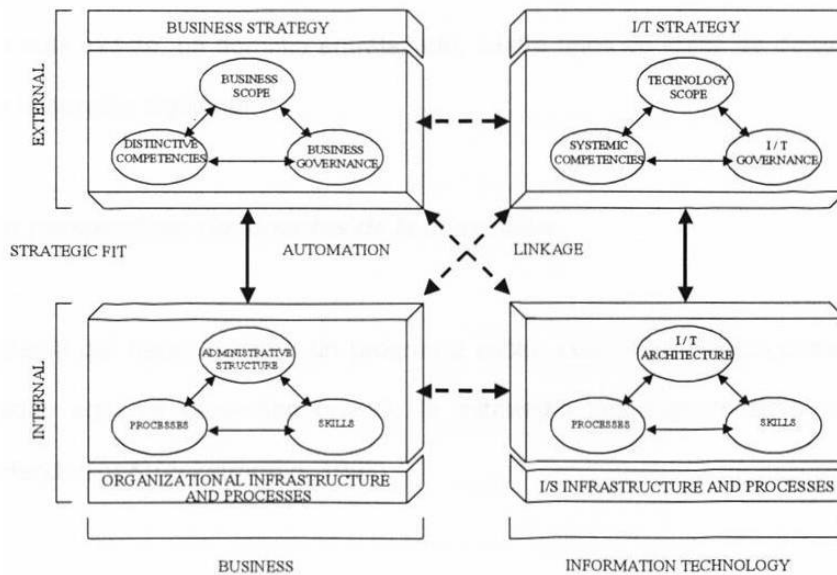 BUSINESS STRATEGY
I/T STRATEGY
EXTERNAL
BUSINESS
SCOPE
DISTINCTIVE
COMPETENCIES
BUSINESS
GOVERNANCE
TECHNOLOGY
SCOPE
SYSTEMIC
COMPETENCIES
I / T
GOVERNANCE
STRATEGIC FIT
AUTOMATION
LINKAGE
INTERNAL
ADMINISTRATIVE
STRUCTURE
PROCESSES
SKILLS
I / T
ARCHITECTURE
PROCESSES
SKILLS
ORGANIZATIONAL INFRASTRUCTURE
AND PROCESSES
I/S INFRASTRUCTURE AND PROCESSES
BUSINESS
INFORMATION TECHNOLOGY